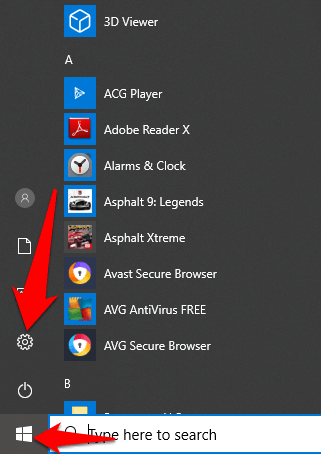 3D Viewer
A
ACG Player
Adobe Reader X
Alarms & Clock
Asphalt 9: Legends
Asphalt Xtreme
Avast Secure Browser
AVG AntiVirus FREE
AVG Secure Browser
B
Type here to search